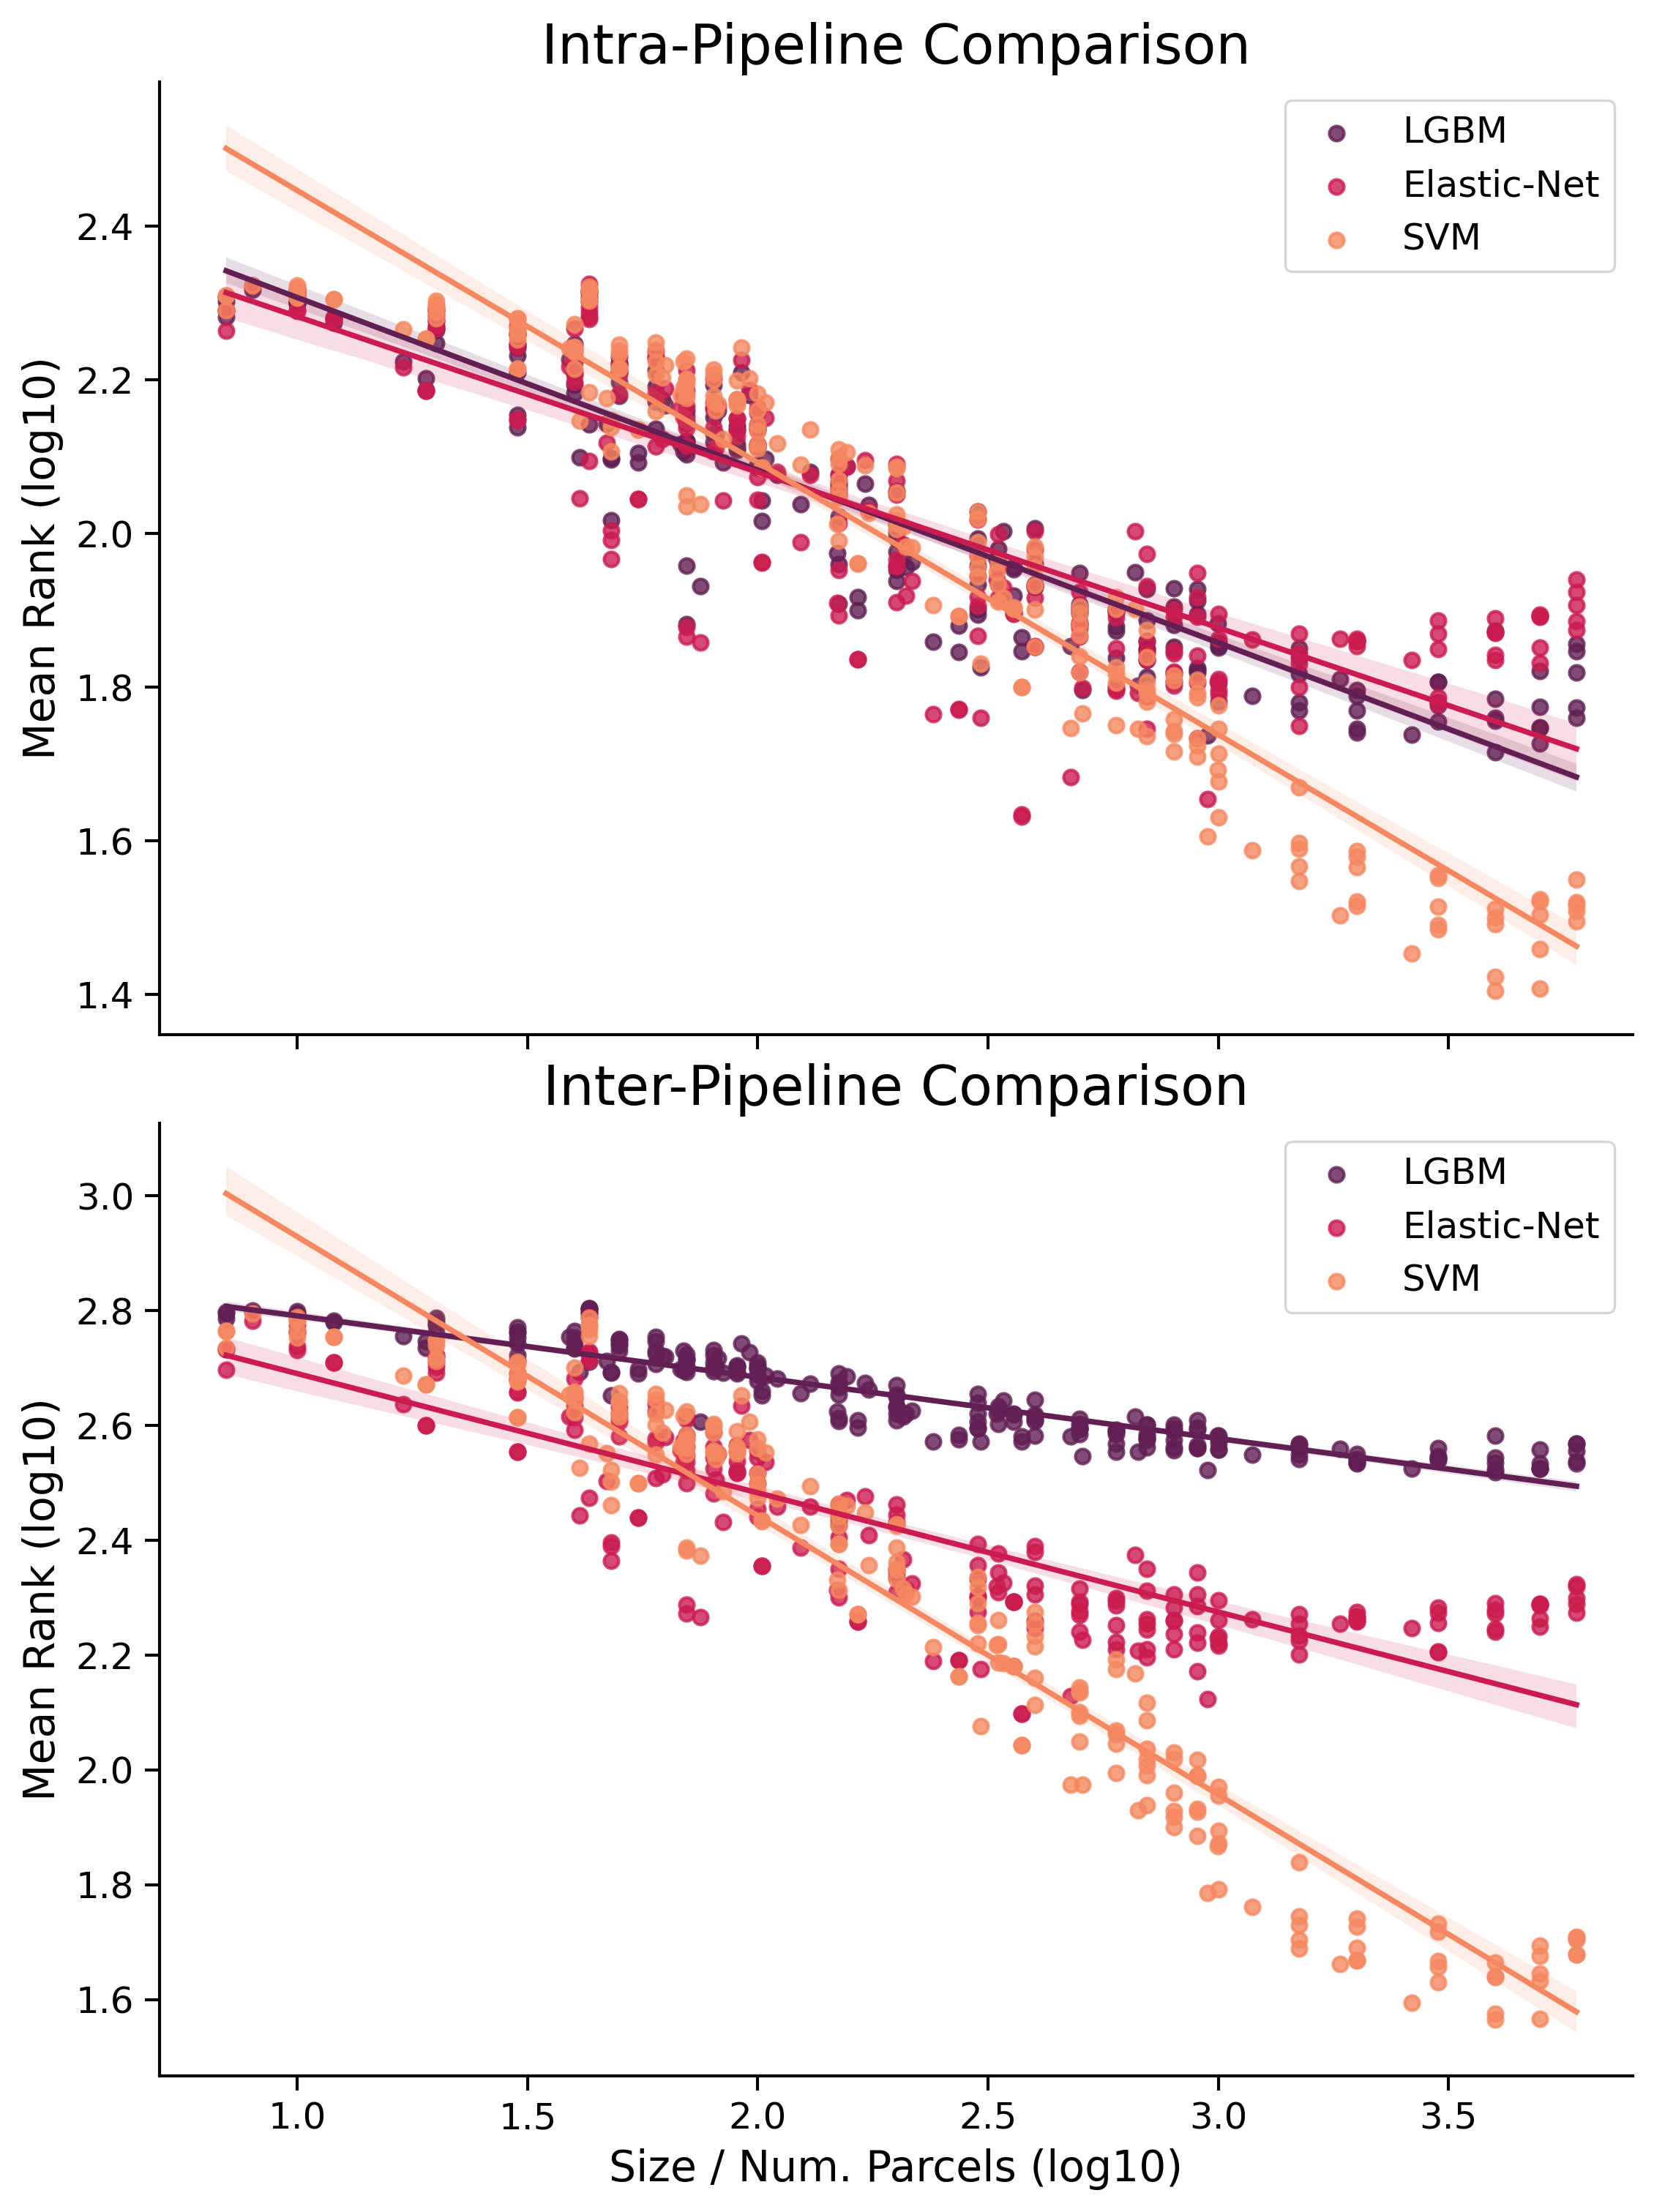 Intra-Pipeline Comparison
LGBM
Elastic-Net
SVM
Mean Rank (log10)
2.4
2.2
2.0
1.8
1.6
1.4
Inter-Pipeline Comparison
LGBM
Elastic-Net
SVM
Mean Rank (log10)
3.0
2.8
2.6
2.4
2.2
2.0
1.8
1.6
1.0 1.5 2.0 2.5 3.0 3.5
Size / Num. Parcels (log10)